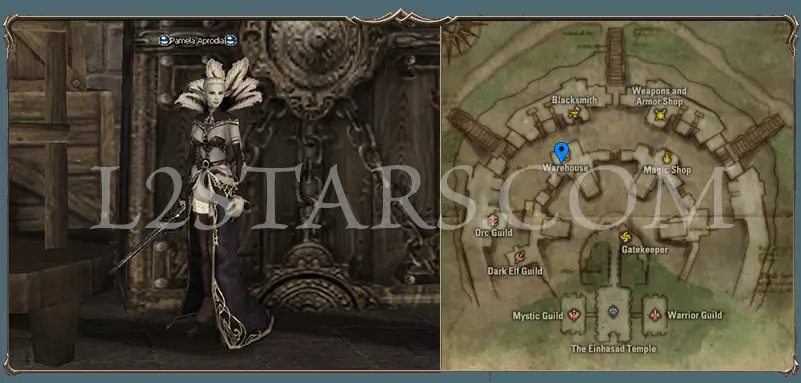 Pamela Aprodia
L2STARS.COM
Blacksmith
Weapons and
Armor Shop
Warehouse
Magic Shop
Orc Guild
Gatekeeper
Dark Elf Guild
Mystic Guild
Warrior Guild
The Einhasad Temple